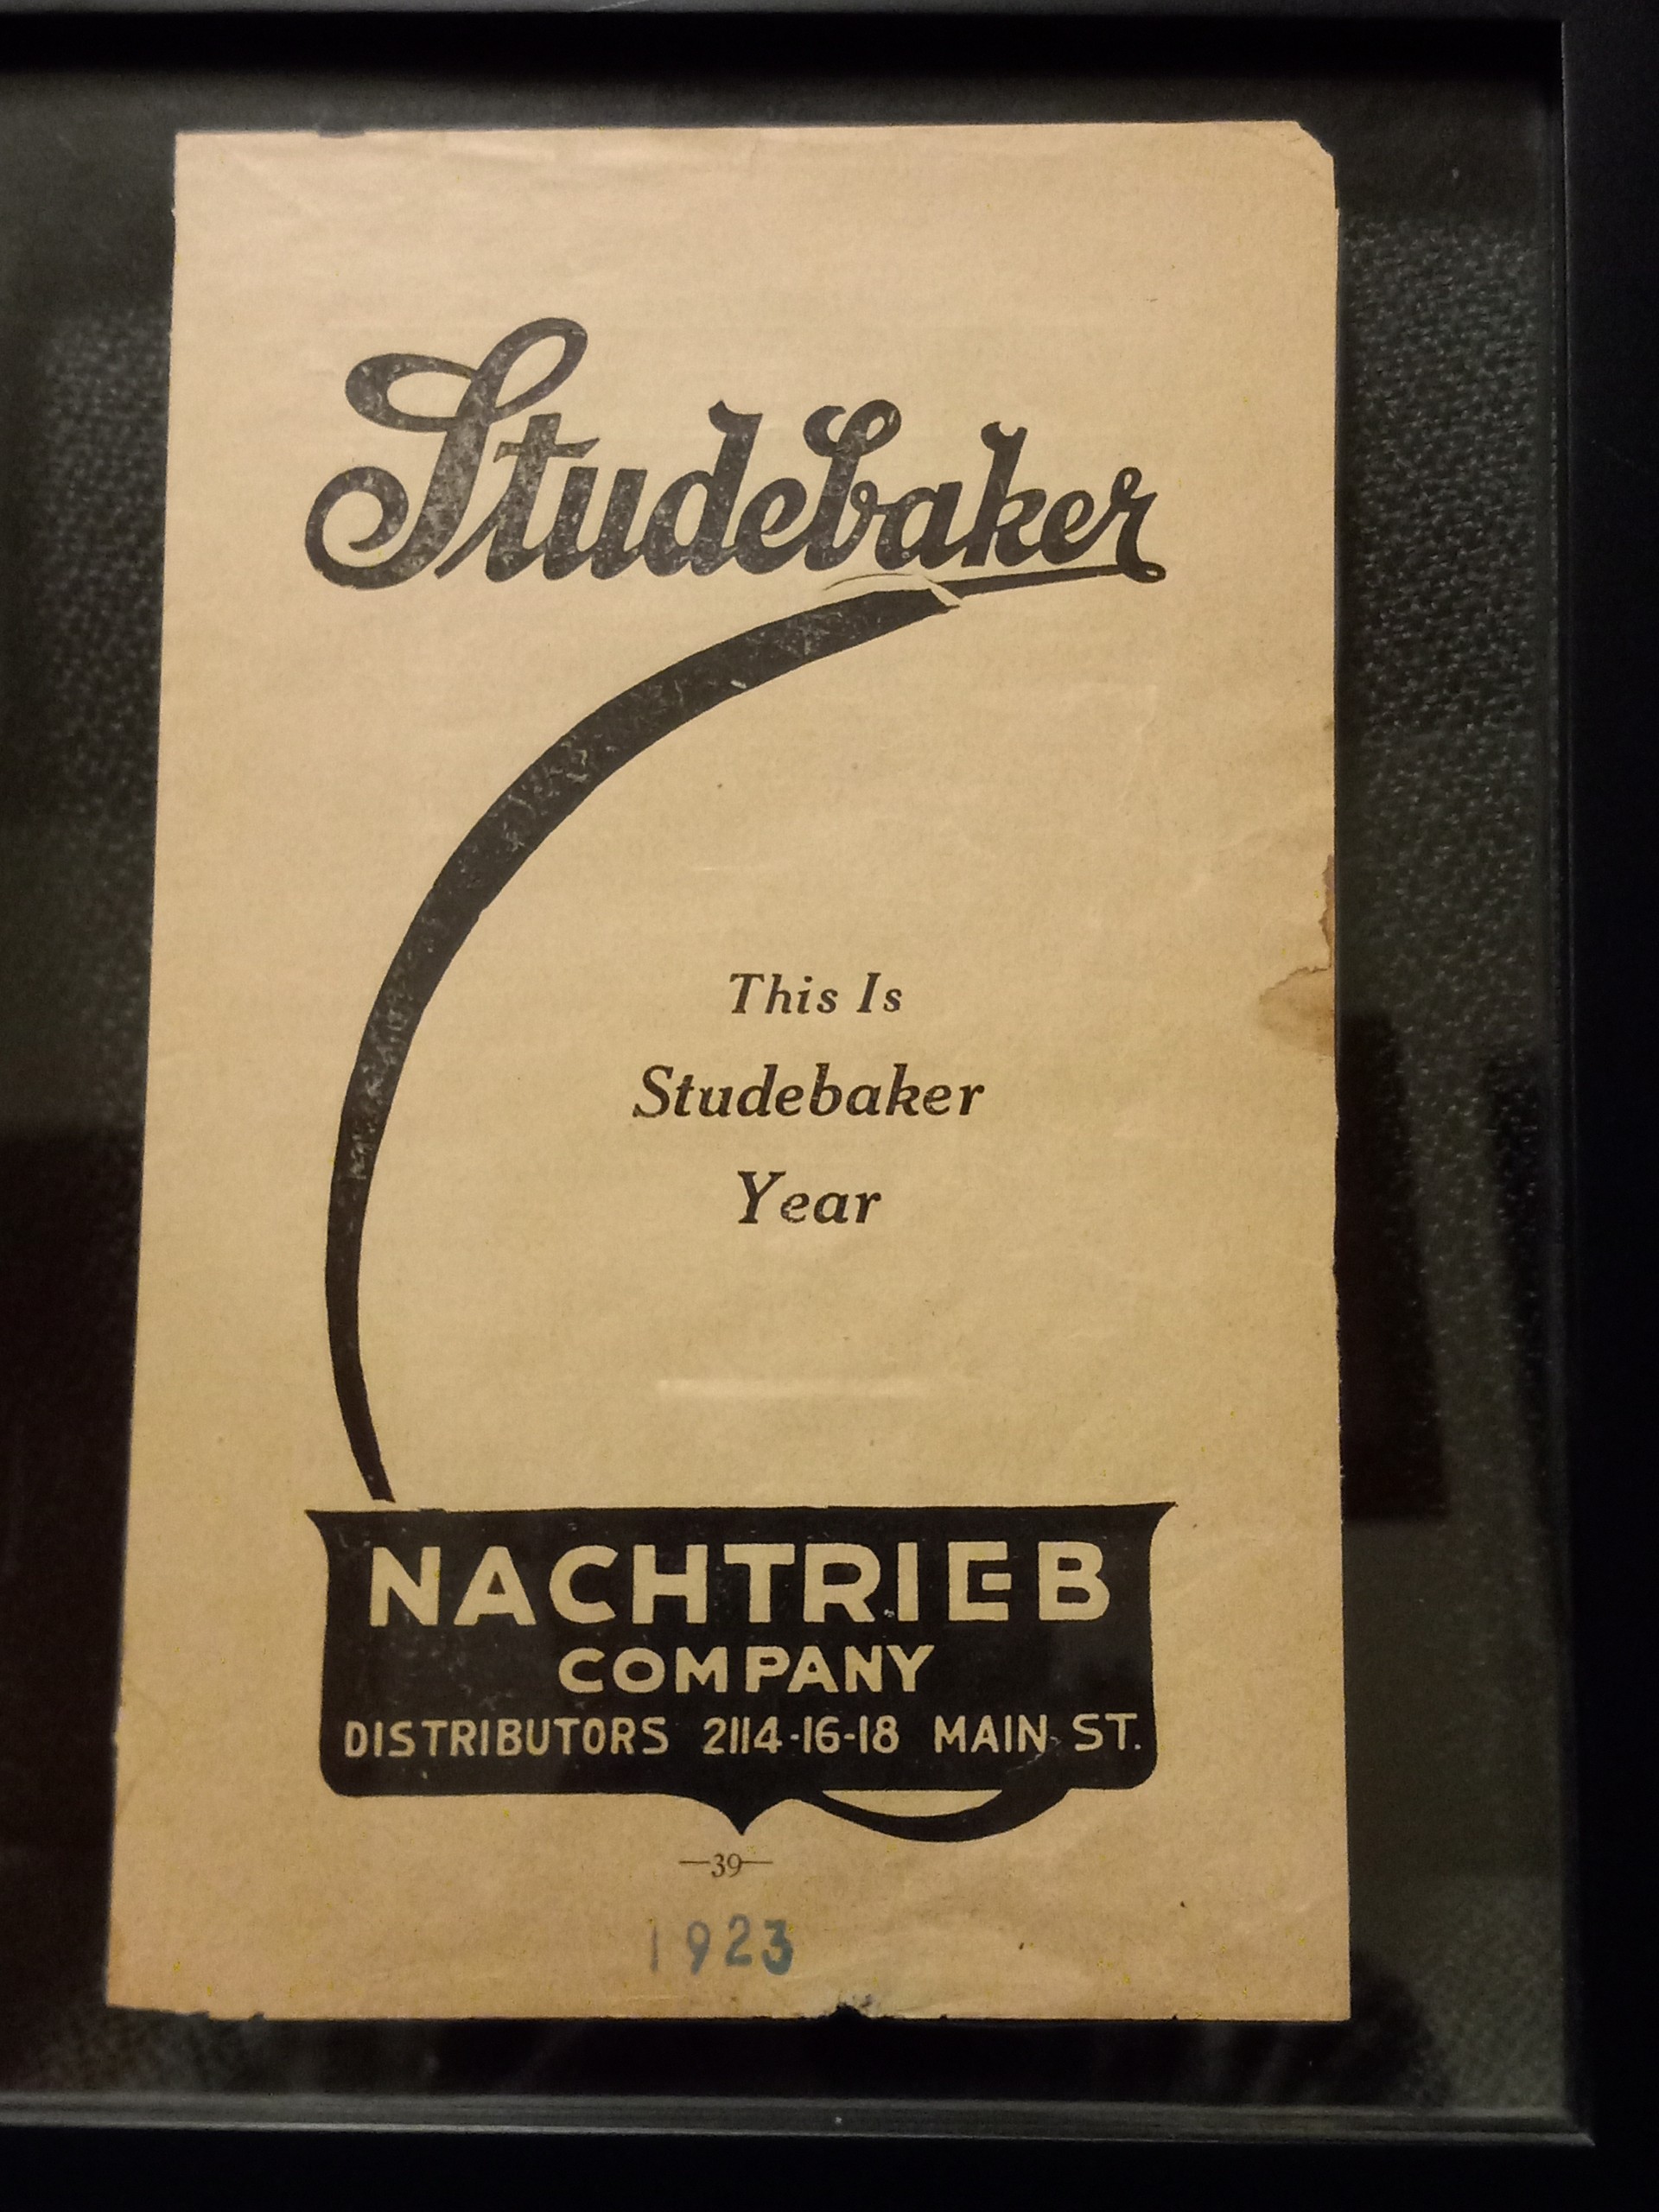 Studebaker
This Is
Studebaker
Year
NACHTRIEB
COMPANY
DISTRIBUTORS 2114-16-18 MAIN ST.
—39—
1923